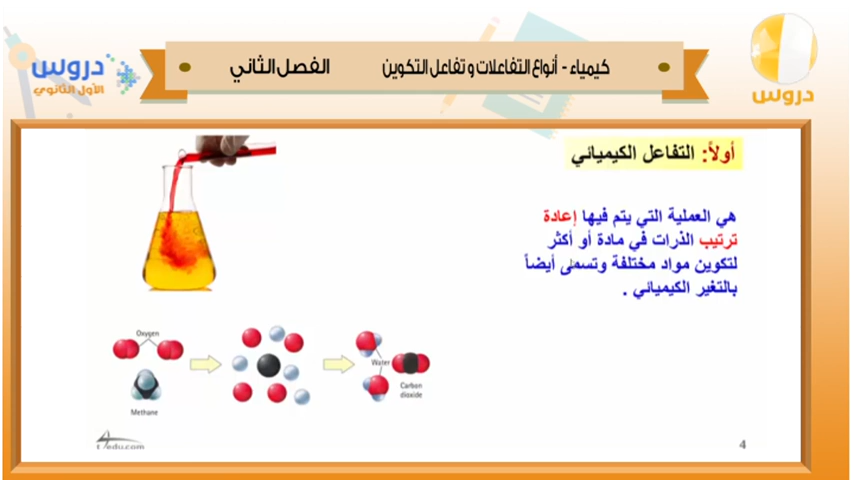 كيمياء - أنواع التفاعلات و تفاعل التكوين
الفصل الثاني
دروس
الأول الثانوي
دروس
أولاً: التفاعل الكيميائي
هي العملية التي يتم فيها إعادة
ترتيب الذرات في مادة أو أكثر
لتكوين مواد مختلفة وتسمى أيضاً
بالتغير الكيميائي .
Oxygen
Methane
Water
Carbon
dioxide
4